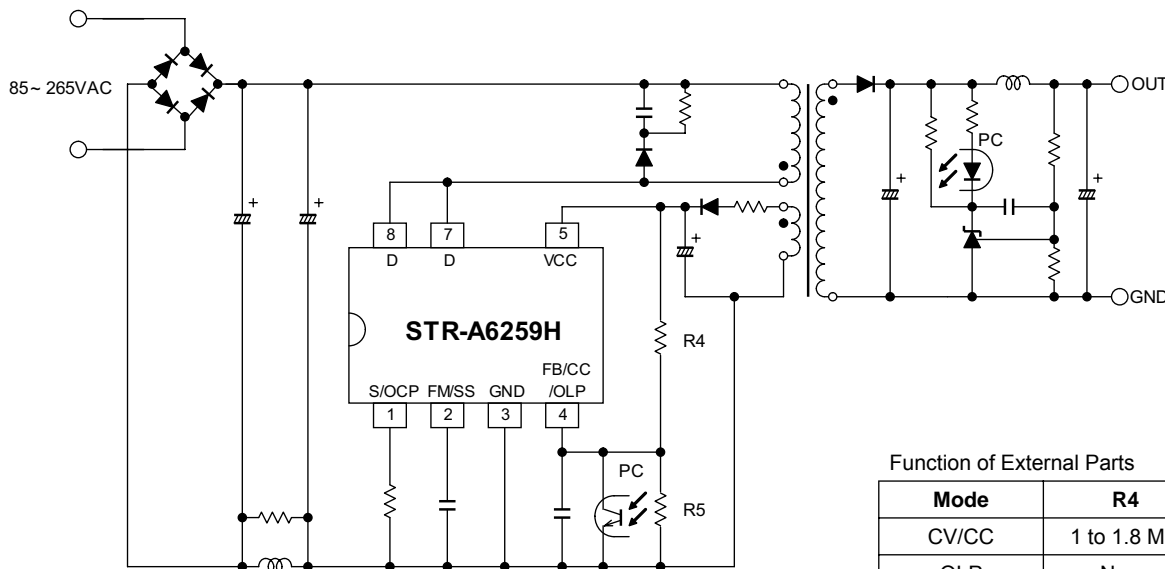 85~ 265VAC
+
+
8
7
5
D
D
VCC
STR-A6259H
S/OCP
FM/SS
GND
FB/CC
/OLP
1
2
3
4
+
R4
PC
R5
+
PC
+
OUT
GND
Function of External Parts
Mode
R4
CV/CC
1 to 1.8 M